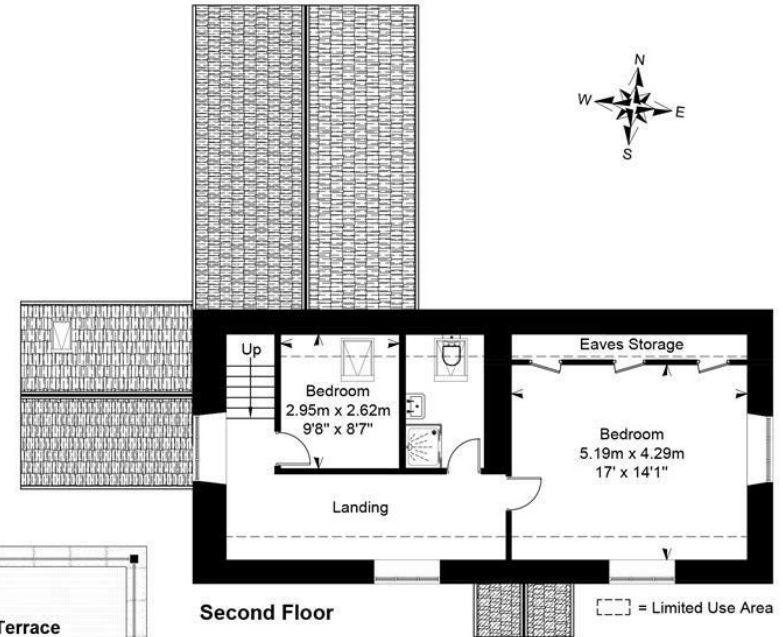 N
W
E
S
Up
Eaves Storage
Bedroom
2.95m x 2.62m
9'8" x 8'7"
Bedroom
5.19m x 4.29m
17' x 14'1"
Landing
Second Floor
= Limited Use Area
Terrace